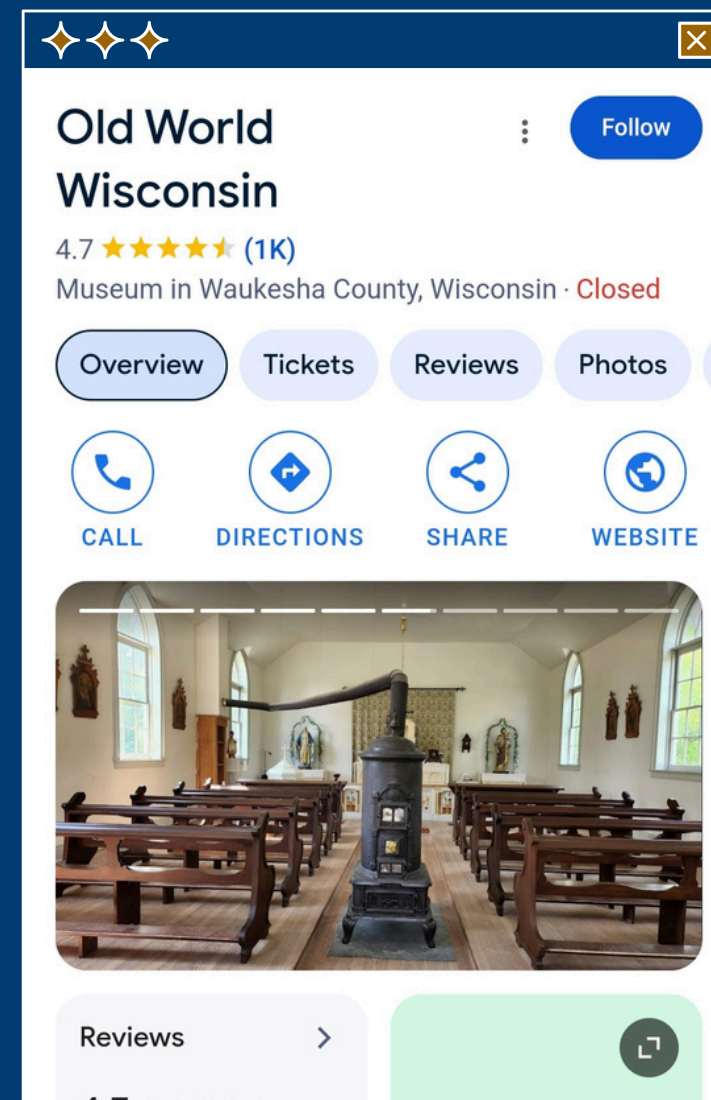 Old World
Wisconsin
Follow
4.7 (1K)
Museum in Waukesha County, Wisconsin · Closed
Overview Tickets Reviews Photos
CALL DIRECTIONS SHARE WEBSITE
Reviews